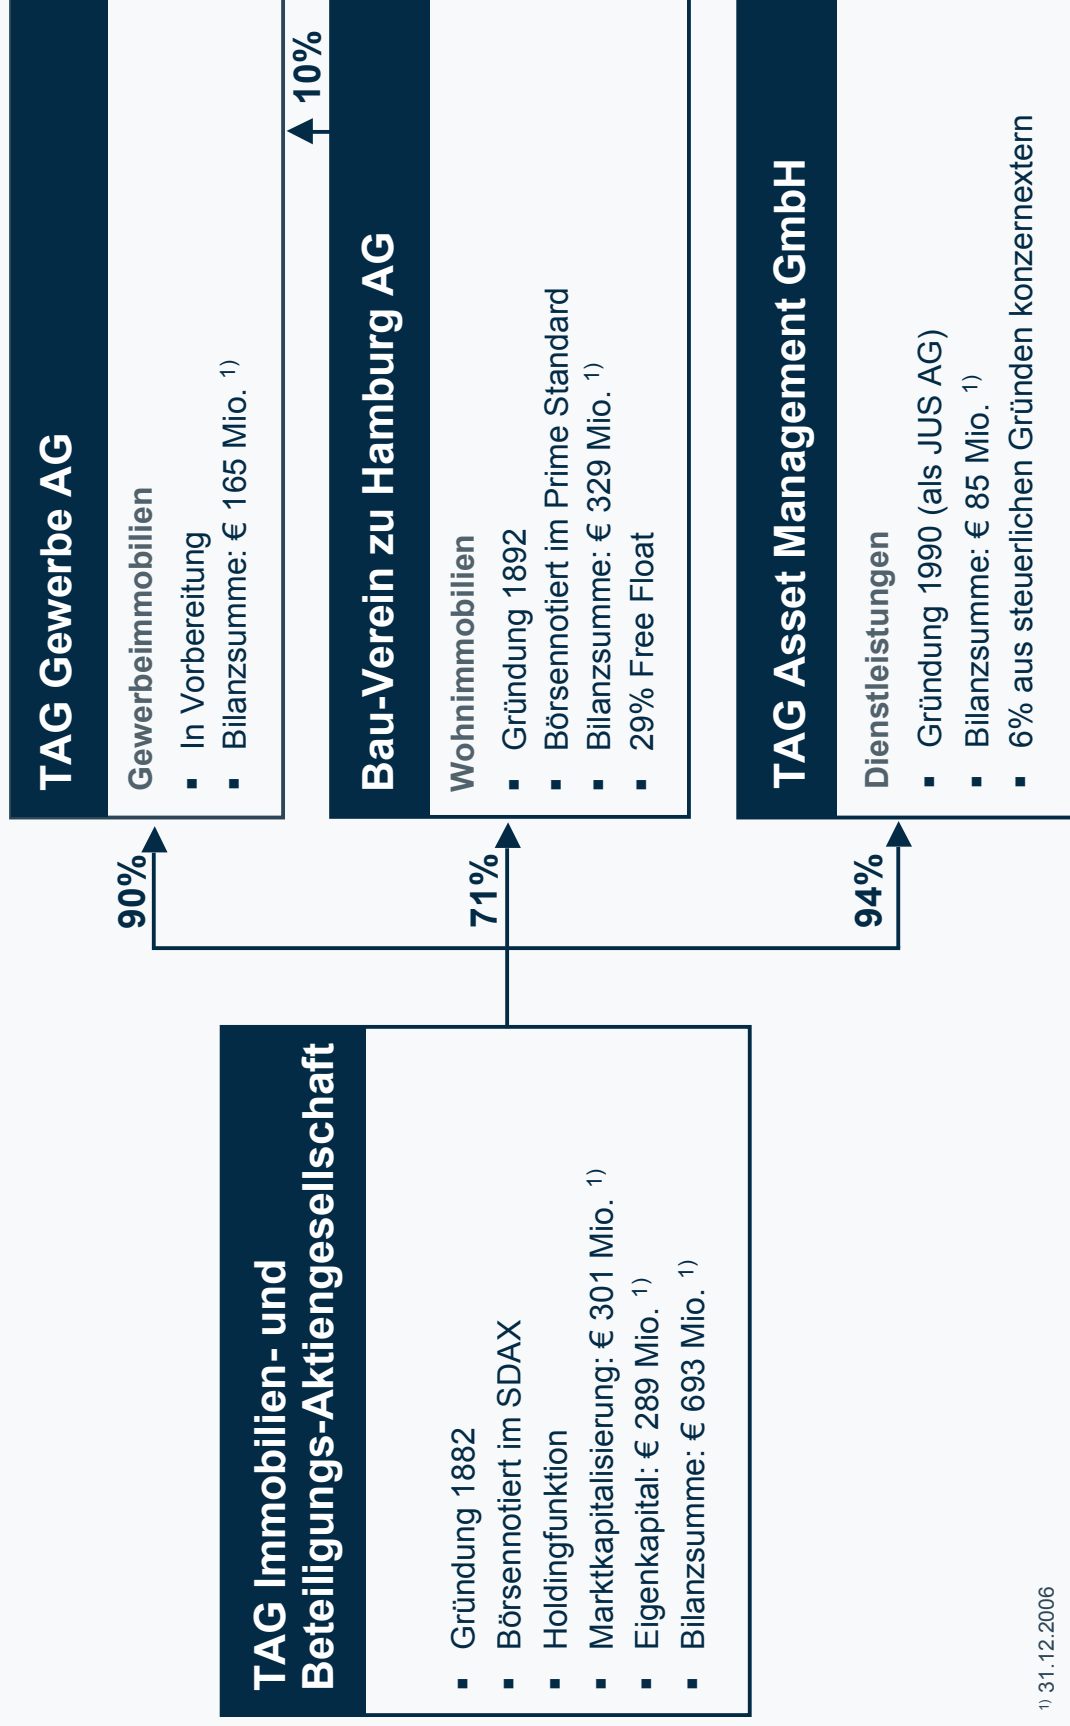 TAG Immobilien- und
Beteiligungs-Aktiengesellschaft
▪ Gründung 1882
▪ Börsennotiert im SDAX
▪ Holdingfunktion
▪ Marktkapitalisierung: € 301 Mio. 1)
▪ Eigenkapital: € 289 Mio. 1)
▪ Bilanzsumme: € 693 Mio. 1)
90%
TAG Gewerbe AG
Gewerbeimmobilien
▪ In Vorbereitung
▪ Bilanzsumme: € 165 Mio. 1)
10%
71%
Bau-Verein zu Hamburg AG
Wohnimmobilien
▪ Gründung 1892
▪ Börsennotiert im Prime Standard
▪ Bilanzsumme: € 329 Mio. 1)
▪ 29% Free Float
94%
TAG Asset Management GmbH
Dienstleistungen
▪ Gründung 1990 (als JUS AG)
▪ Bilanzsumme: € 85 Mio. 1)
▪ 6% aus steuerlichen Gründen konzernextern
1) 31.12.2006